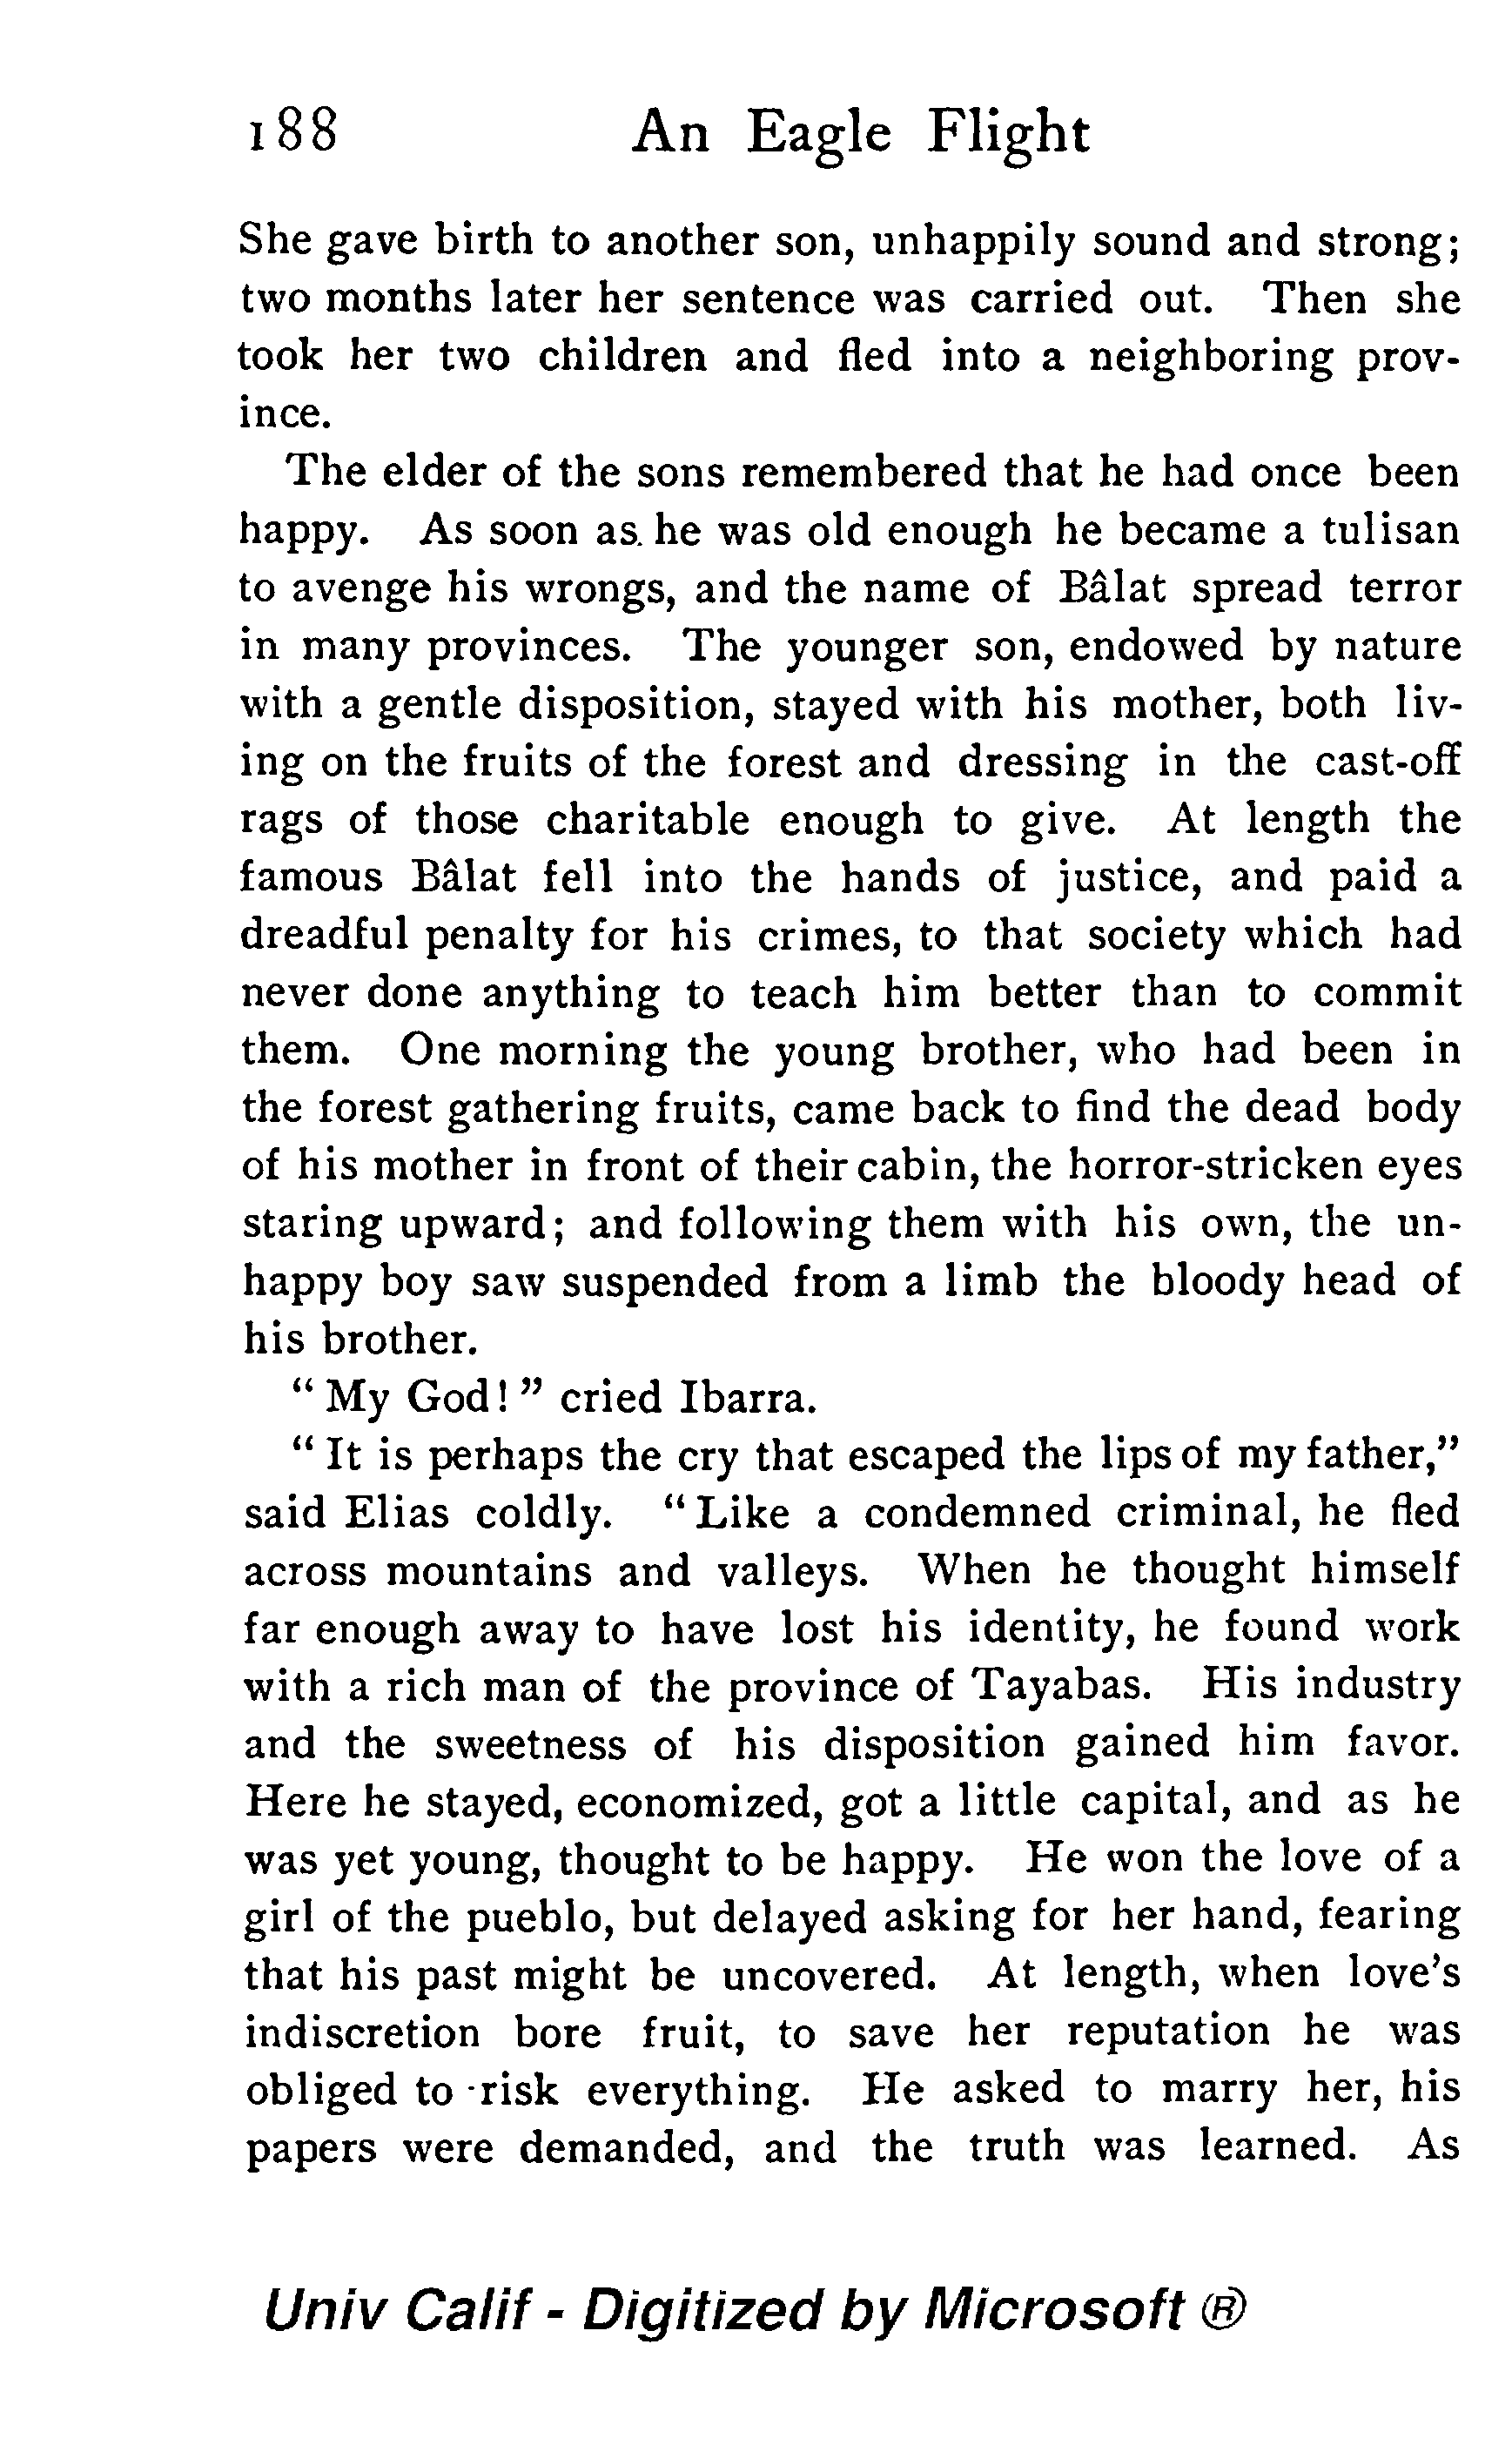 188 An Eagle Flight
She gave birth to another son, unhappily sound and strong;
two months later her sentence was carried out. Then she
took her two children and fled into a neighboring prov-
ince.
The elder of the sons remembered that he had once been
happy. As soon as. he was old enough he became a tulisan
to avenge his wrongs, and the name of Bâlat spread terror
in many provinces. The younger son, endowed by nature
with a gentle disposition, stayed with his mother, both liv-
ing on the fruits of the forest and dressing in the cast-off
rags of those charitable enough to give. At length the
famous Bâlat fell into the hands of justice, and paid a
dreadful penalty for his crimes, to that society which had
never done anything to teach him better than to commit
them. One morning the young brother, who had been in
the forest gathering fruits, came back to find the dead body
of his mother in front of their cabin, the horror-stricken eyes
staring upward; and following them with his own, the un-
happy boy saw suspended from a limb the bloody head of
his brother.
“ My God! ” cried Ibarra.
“ It is perhaps the cry that escaped the lips of my father,”
said Elias coldly. “ Like a condemned criminal, he fled
across mountains and valleys. When he thought himself
far enough away to have lost his identity, he found work
with a rich man of the province of Tayabas. His industry
and the sweetness of his disposition gained him favor.
Here he stayed, economized, got a little capital, and as he
was yet young, thought to be happy. He won the love of a
girl of the pueblo, but delayed asking for her hand, fearing
that his past might be uncovered. At length, when love’s
indiscretion bore fruit, to save her reputation he was
obliged to risk everything. He asked to marry her, his
papers were demanded, and the truth was learned. As
Univ Calif - Digitized by Microsoft ®